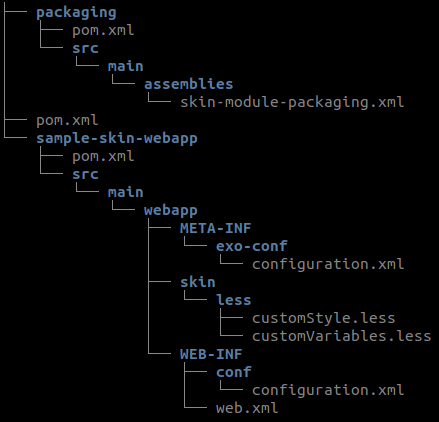 packaging
pom.xml
src
main
assemblies
skin-module-packaging.xml
pom.xml
sample-skin-webapp
pom.xml
src
main
webapp
META-INF
exo-conf
configuration.xml
skin
less
customStyle.less
customVariables.less
WEB-INF
conf
configuration.xml
web.xml